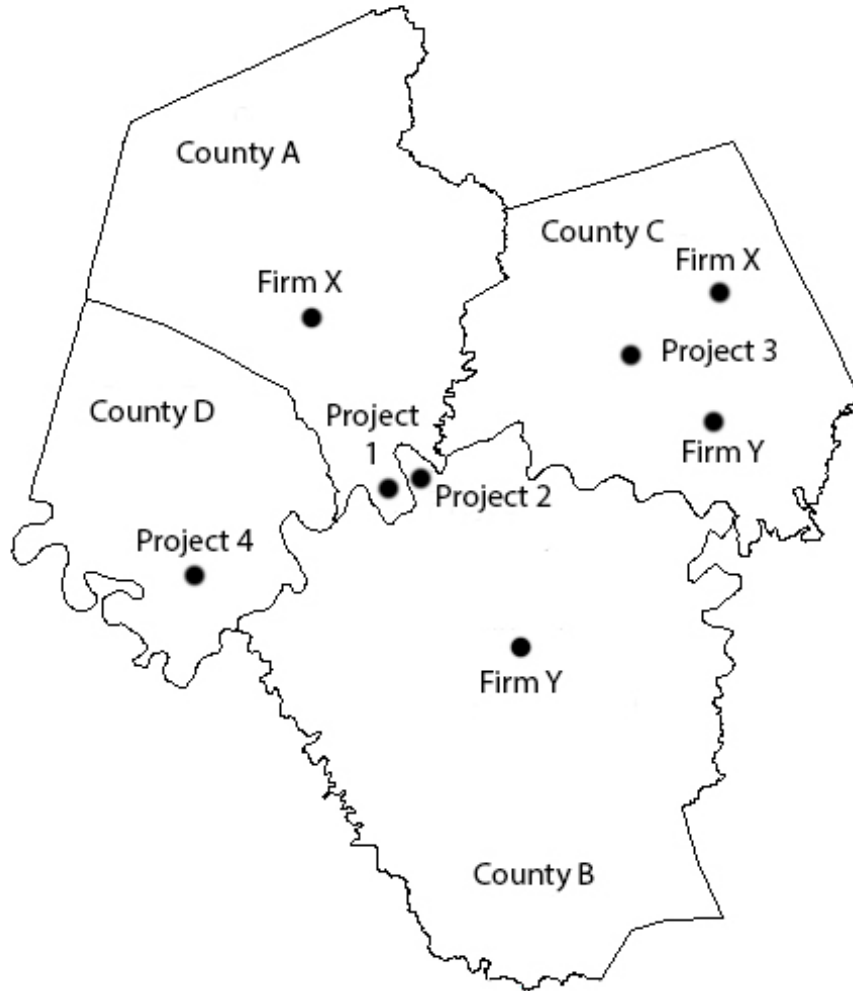 County A
County C
Firm X
Firm X
Project 3
County D
Project
1
Firm Y
Project 2
Project 4
Firm Y
County B